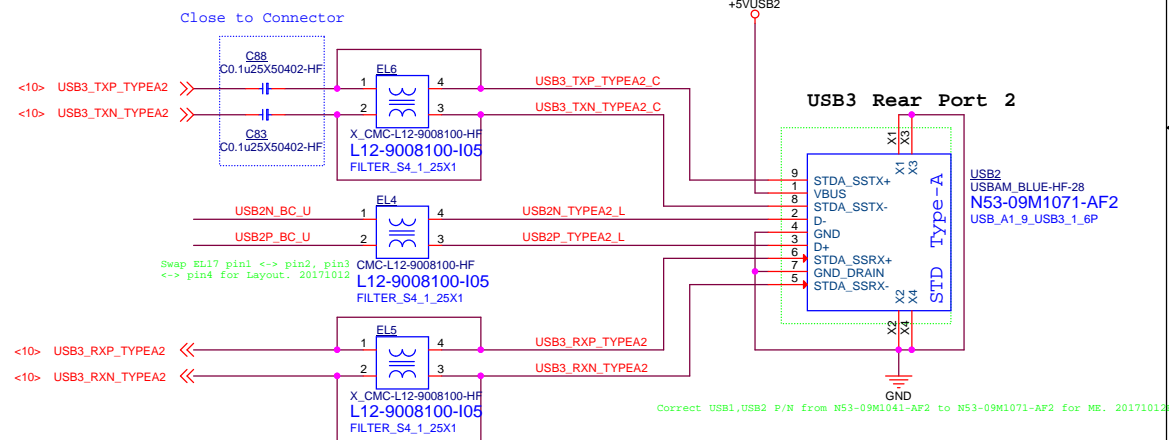 +5VUSB2
Close to Connector
C88
C0.1u25X50402-HF
<10> USB3_TXP_TYPEA2
<10> USB3_TXN_TYPEA2
C83
C0.1u25X50402-HF
EL6
1
4
2
3
X_CMC-L12-9008100-HF
L12-9008100-I05
FILTER_S4_1_25X1
USB3_TXP_TYPEA2_C
USB3_TXN_TYPEA2_C
USB2N_BC_U
USB2P_BC_U
EL4
1
4
2
3
CMC-L12-9008100-HF
L12-9008100-I05
FILTER_S4_1_25X1
USB2N_TYPEA2_L
USB2P_TYPEA2_L
Swap EL17 pin1 <-> pin2, pin3
<-> pin4 for Layout. 20171012
<10> USB3_RXP_TYPEA2
<10> USB3_RXN_TYPEA2
EL5
1
4
2
3
X_CMC-L12-9008100-HF
L12-9008100-I05
FILTER_S4_1_25X1
USB3_RXP_TYPEA2
USB3_RXN_TYPEA2
USB3 Rear Port 2
X1
X3
X1
X3
9 STDA_SSTX+
1 VBUS
8 STDA_SSTX-
2 D-
4 GND
3 D+
6 STDA_SSRX+
7 GND_DRAIN
5 STDA_SSRX-
STD Type-A
X2
X4
X2
X4
USB2
USBAM_BLUE-HF-28
N53-09M1071-AF2
USB_A1_9_USB3_1_6P
GND
Correct USB1,USB2 P/N from N53-09M1041-AF2 to N53-09M1071-AF2 for ME. 20171012